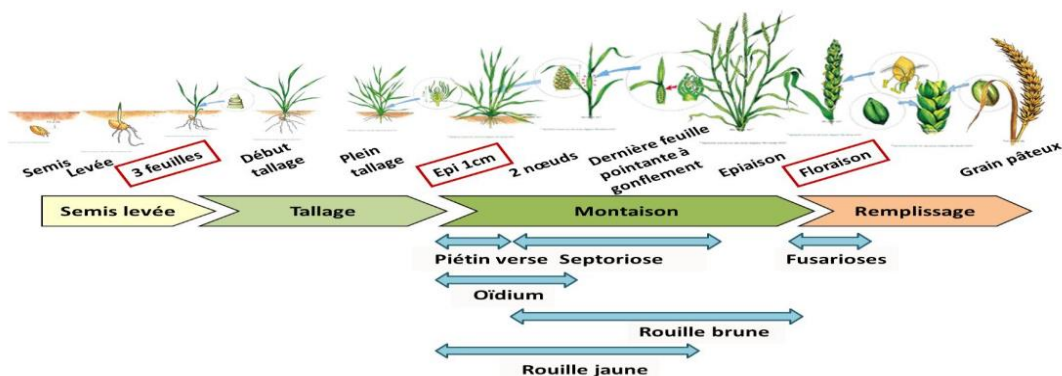 Semis
Levée
3 feuilles
Début
tallage
Plein
tallage
Epi 1cm
2 nœuds
Dernière feuille
pointante à
gonflement
Epiaison
Floraison
Grain pâteux
Semis levée
Tallage
Montaison
Remplissage
Piétin verse
Septoriose
Fusarioses
Oïdium
Rouille brune
Rouille jaune